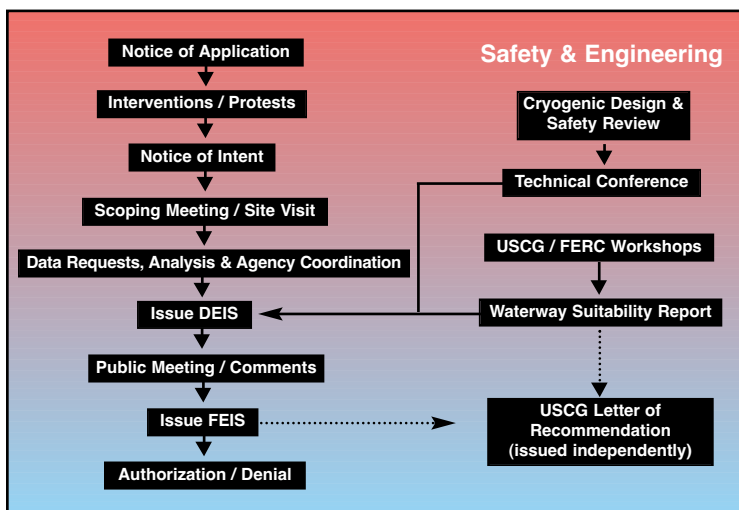 Notice of Application
Interventions / Protests
Notice of Intent
Scoping Meeting / Site Visit
Data Requests, Analysis & Agency Coordination
Issue DEIS
Public Meeting / Comments
Issue FEIS
Authorization / Denial
Safety & Engineering
Cryogenic Design &
Safety Review
Technical Conference
USCG / FERC Workshops
Waterway Suitability Report
USCG Letter of
Recommendation
(issued independently)